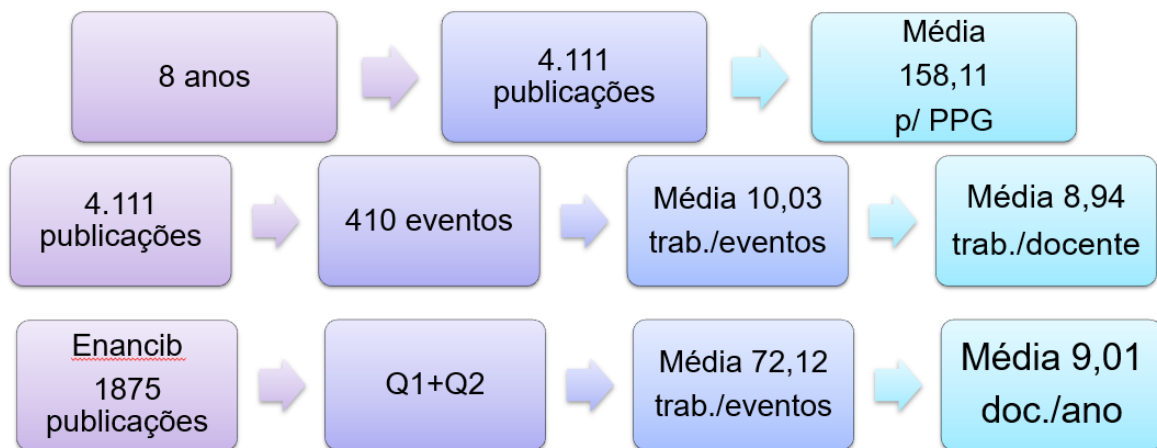 8 anos
4.111
publicações
Média
158,11
p/ PPG
4.111
publicações
410 eventos
Média 10,03
trab./eventos
Média 8,94
trab./docente
Enancib
1875
publicações
Q1+Q2
Média 72,12
trab./eventos
Média 9,01
doc./ano